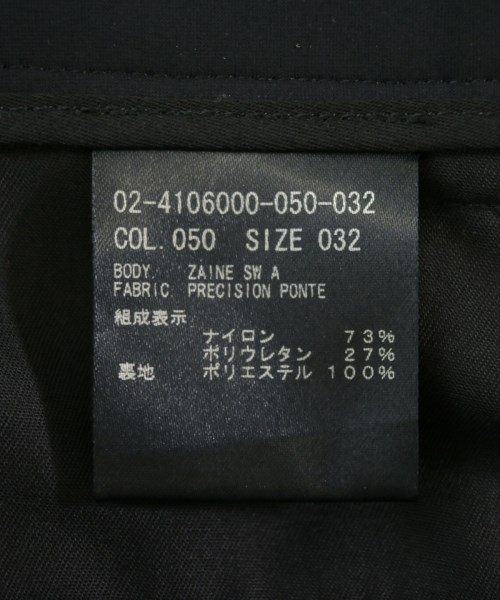 02-4106000-050-032
COL. 050 SIZE 032
BODY. ZAINE SW A
FABRIC PRECISION PONTE
組成表示
ナイロン 73%
ポリウレタン 27%
裏地 ポリエステル 100%